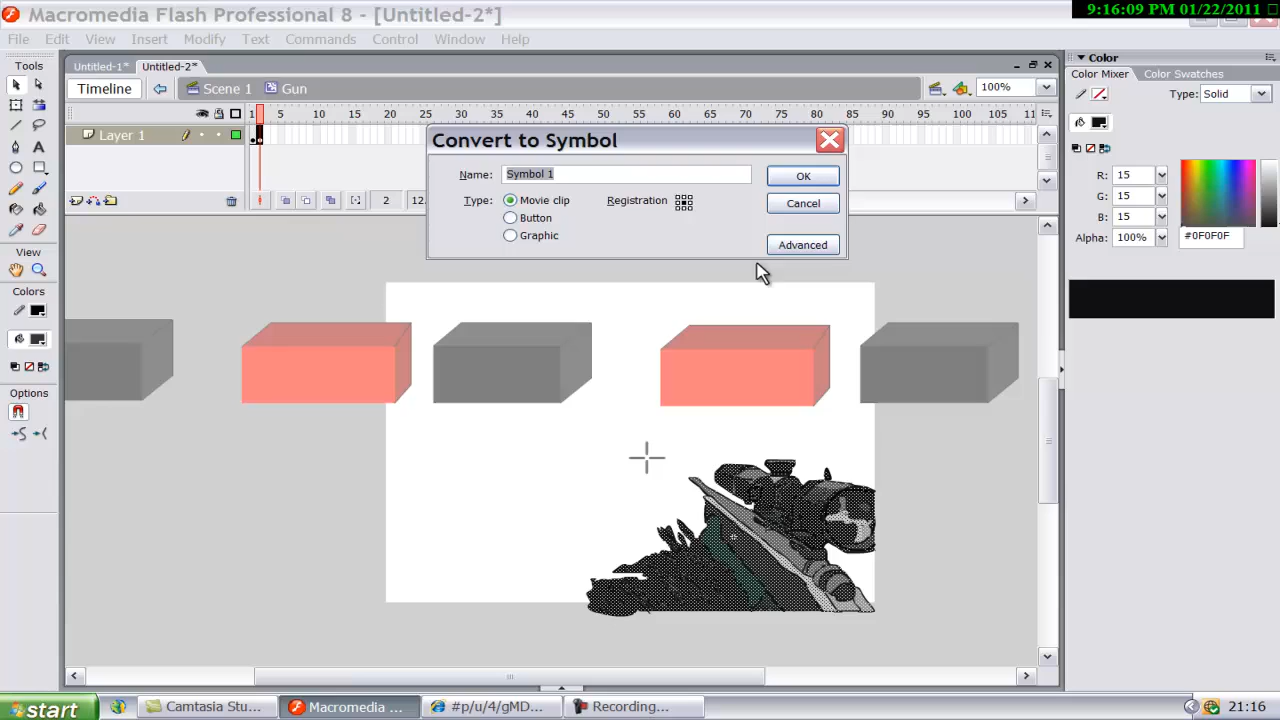 Macromedia Flash Professional 8 - [Untitled-2*]
9:16:09 PM 01/22/2011
File Edit View Insert Modify Text Commands Control Window Help
Tools
Untitled-1* Untitled-2*
Timeline
Scene 1
Gun
100%
1 5 10 15 20 25 30 35 40 45 50 55 60 65 70 75 80 85 90 95 100 105 11
Layer 1
2
12
View
Colors
Options
Convert to Symbol
Name:
Symbol 1
Type:
Movie clip
Button
Graphic
Registration
OK
Cancel
Advanced
Color
Color Mixer
Color Swatches
Type:
Solid
R:
15
G:
15
B:
15
Alpha:
100%
#0F0F0F
start
Camtasia Stu...
Macromedia ...
#p/u/4/gMD...
Recording...
21:16